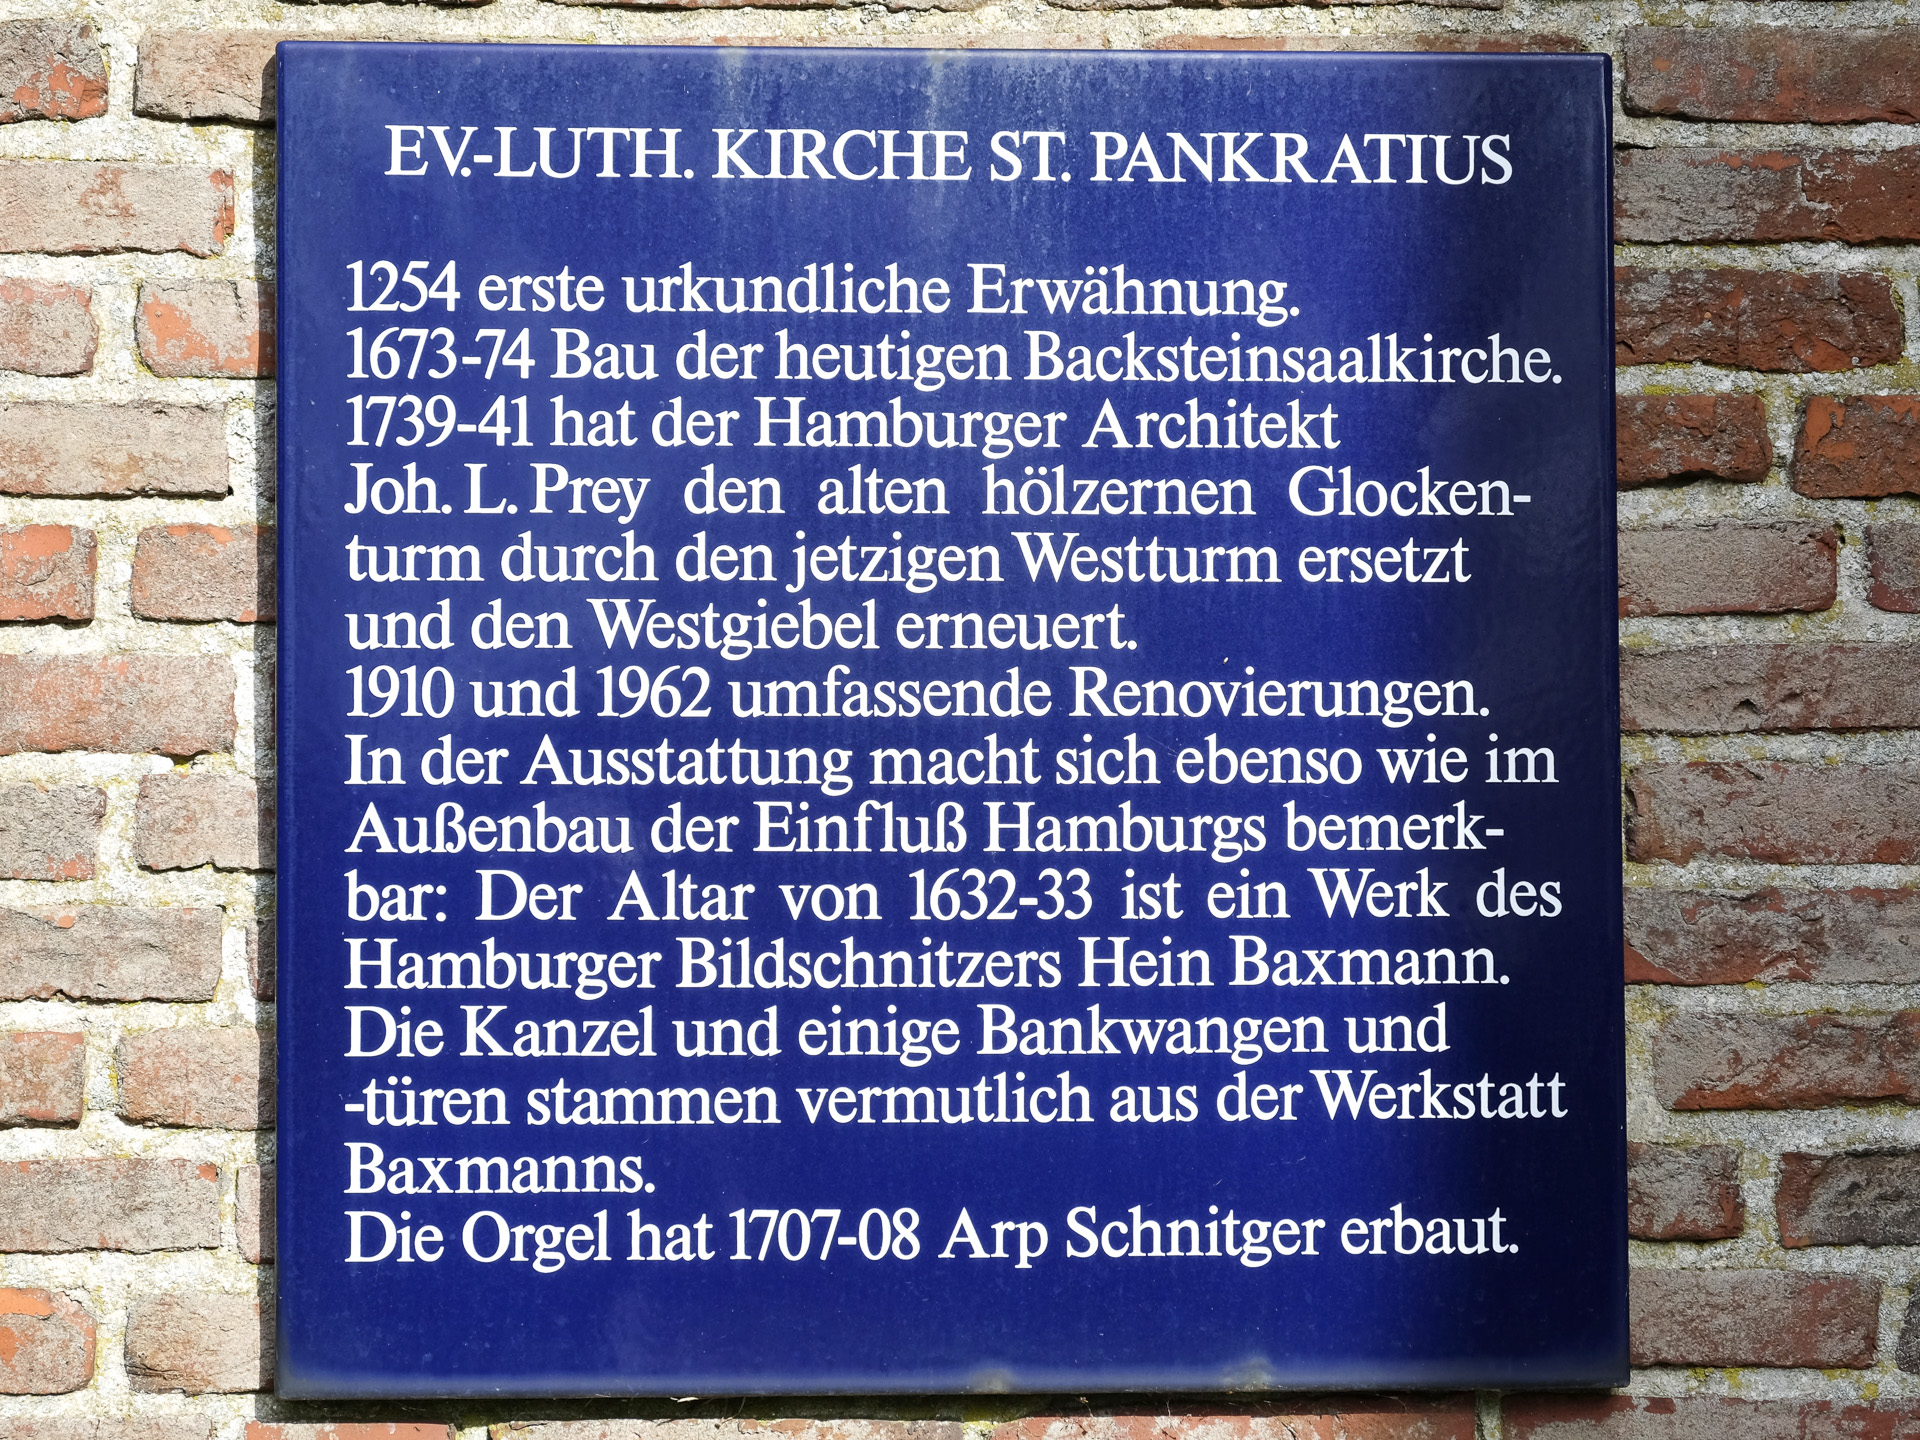 EV.-LUTH. KIRCHE ST. PANKRATIUS
1254 erste urkundliche Erwähnung.
1673-74 Bau der heutigen Backsteinsaalkirche.
1739-41 hat der Hamburger Architekt
Joh. L. Prey den alten hölzernen Glocken-
turm durch den jetzigen Westturm ersetzt
und den Westgiebel erneuert.
1910 und 1962 umfassende Renovierungen.
In der Ausstattung macht sich ebenso wie im
Außenbau der Einfluß Hamburgs bemerk-
bar: Der Altar von 1632-33 ist ein Werk des
Hamburger Bildschnitzers Hein Baxmann.
Die Kanzel und einige Bankwangen und
-türen stammen vermutlich aus der Werkstatt
Baxmanns.
Die Orgel hat 1707-08 Arp Schnitger erbaut.